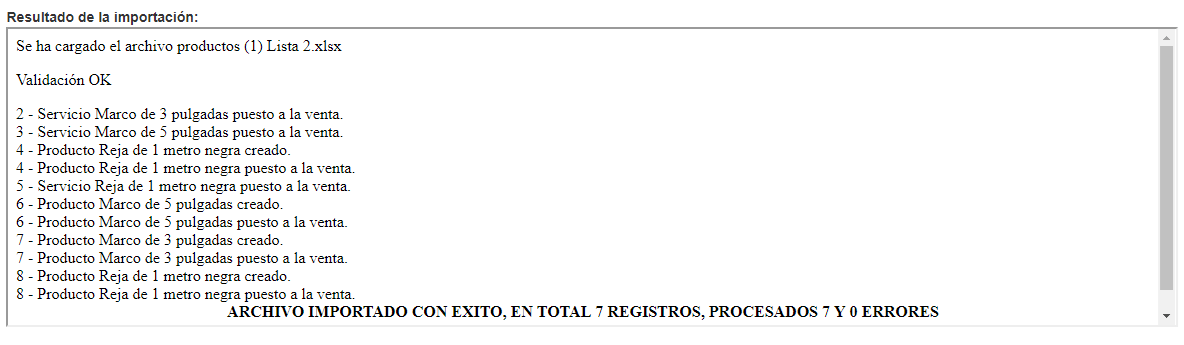 Resultado de la importación:
Se ha cargado el archivo productos (1) Lista 2.xlsx
Validación OK
2 - Servicio Marco de 3 pulgadas puesto a la venta.
3 - Servicio Marco de 5 pulgadas puesto a la venta.
4 - Producto Reja de 1 metro negra creado.
4 - Producto Reja de 1 metro negra puesto a la venta.
5 - Servicio Reja de 1 metro negra puesto a la venta.
6 - Producto Marco de 5 pulgadas creado.
6 - Producto Marco de 5 pulgadas puesto a la venta.
7 - Producto Marco de 3 pulgadas creado.
7 - Producto Marco de 3 pulgadas puesto a la venta.
8 - Producto Reja de 1 metro negra creado.
8 - Producto Reja de 1 metro negra puesto a la venta.
ARCHIVO IMPORTADO CON EXITO, EN TOTAL 7 REGISTROS, PROCESADOS 7 Y 0 ERRORES